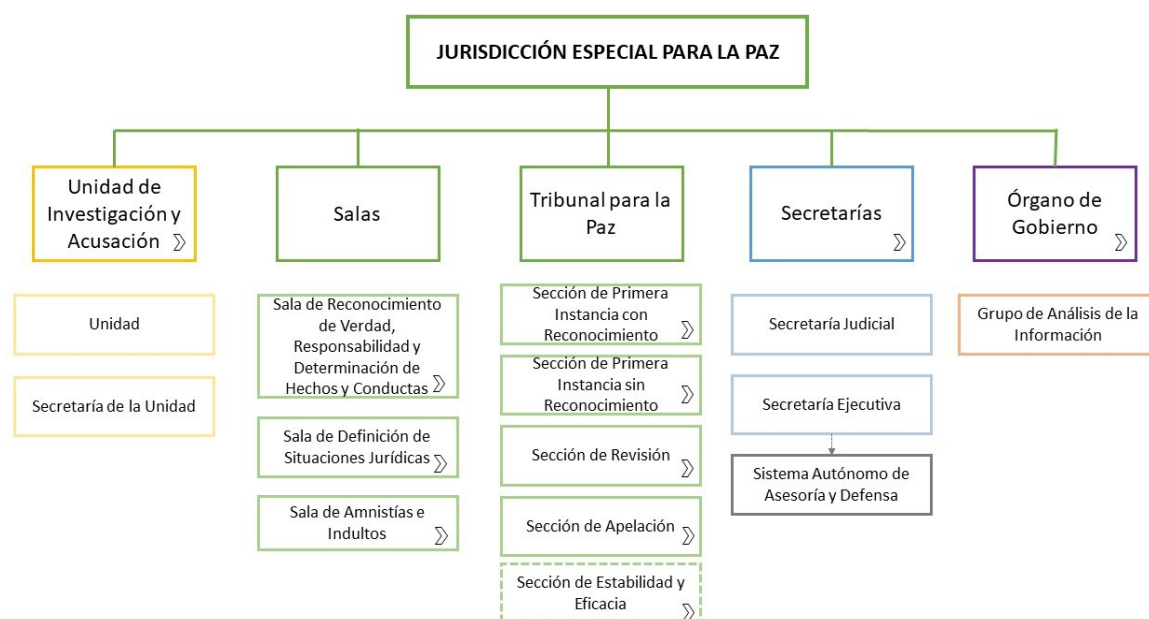 JURISDICCIÓN ESPECIAL PARA LA PAZ
Unidad de
Investigación y
Acusación
Salas
Tribunal para la
Paz
Secretarías
Órgano de
Gobierno
Unidad
Secretaría de la Unidad
Sala de Reconocimiento
de Verdad,
Responsabilidad y
Determinación de
Hechos y Conductas
Sala de Definición de
Situaciones Jurídicas
Sala de Amnistías e
Indultos
Sección de Primera
Instancia con
Reconocimiento
Sección de Primera
Instancia sin
Reconocimiento
Sección de Revisión
Sección de Apelación
Sección de Estabilidad y
Eficacia
Secretaría Judicial
Secretaría Ejecutiva
Sistema Autónomo de
Asesoría y Defensa
Grupo de Análisis de la
Información